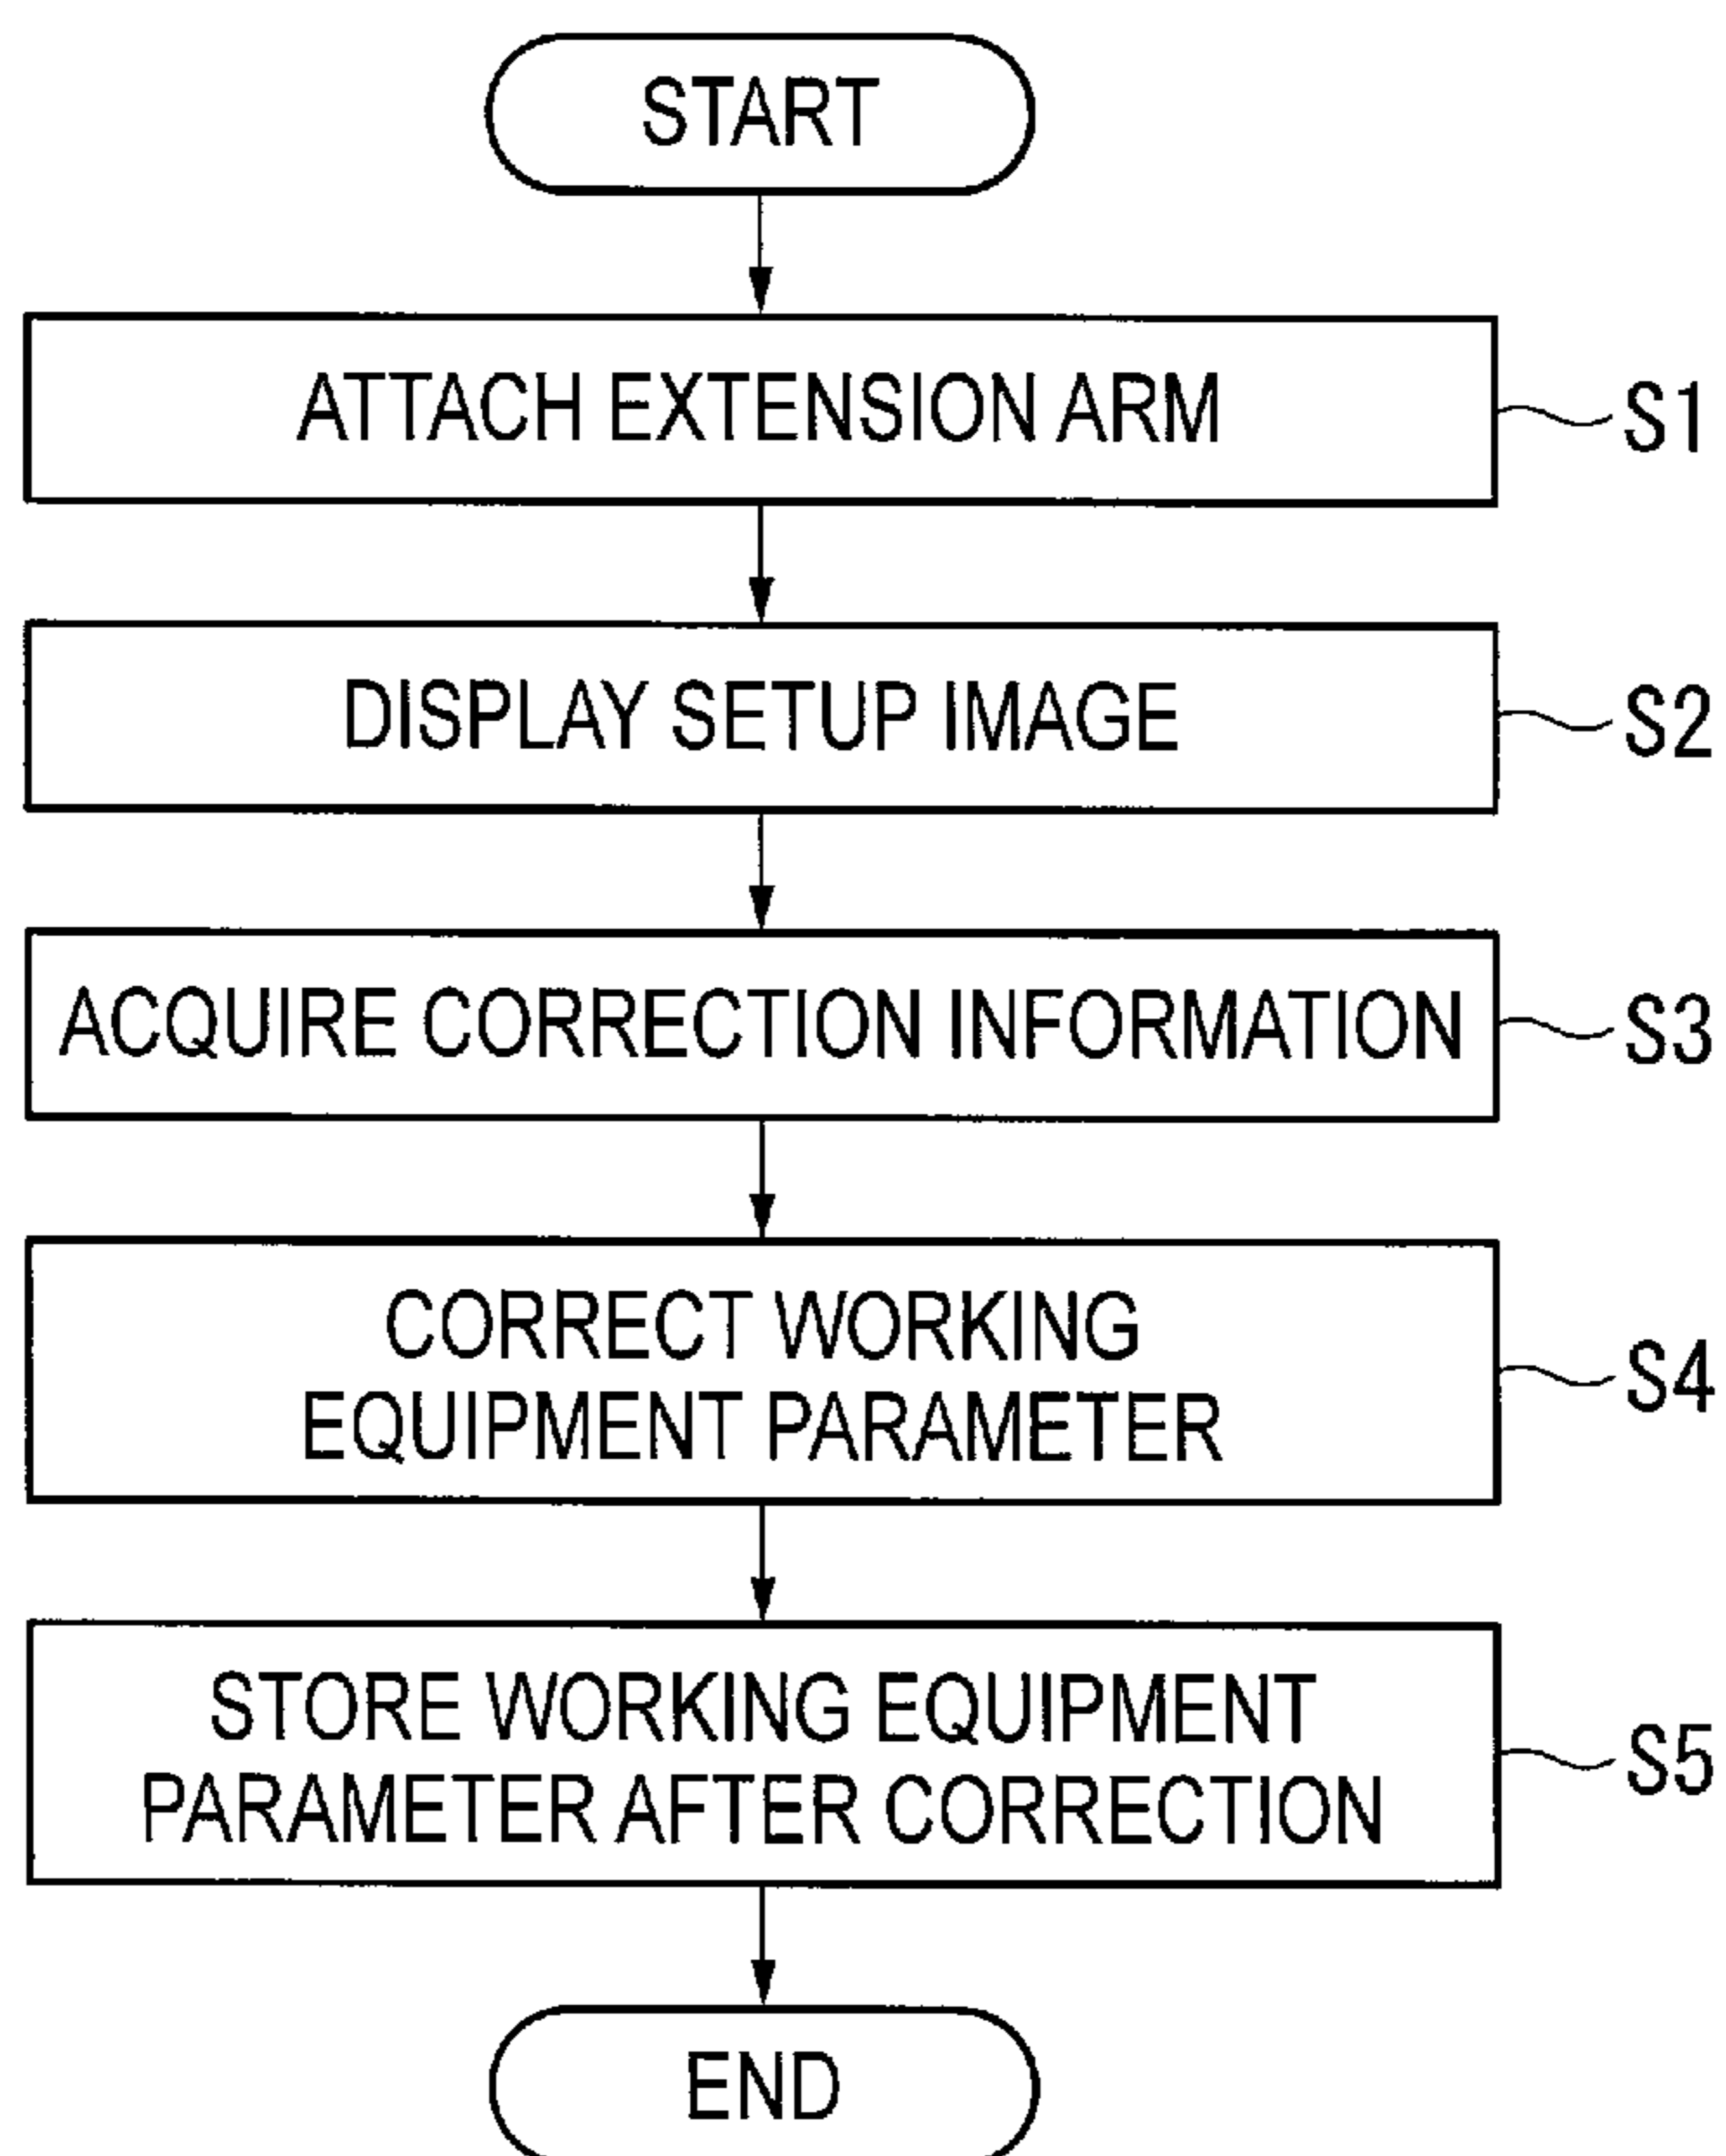 START
ATTACH EXTENSION ARM
S1
DISPLAY SETUP IMAGE
S2
ACQUIRE CORRECTION INFORMATION
S3
CORRECT WORKING
EQUIPMENT PARAMETER
S4
STORE WORKING EQUIPMENT
PARAMETER AFTER CORRECTION
S5
END